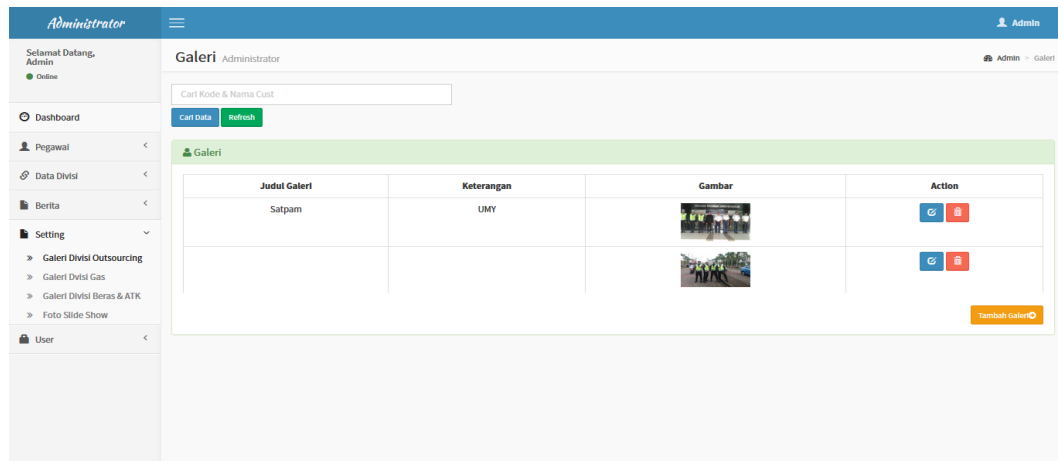 Administrator
Admin
Selamat Datang,
Admin
Online
Galeri Administrator
Admin > Galeri
Cari Kode & Nama Cust
Cari Data Refresh
Dashboard
Pegawai
Data Divisi
Berita
Setting
Galeri Divisi Outsourcing
Galeri Dvisi Gas
Galeri Divisi Beras & ATK
Foto Slide Show
User
Galeri
Judul Galeri Keterangan Gambar Action
Satpam UMY
Tambah Galeri